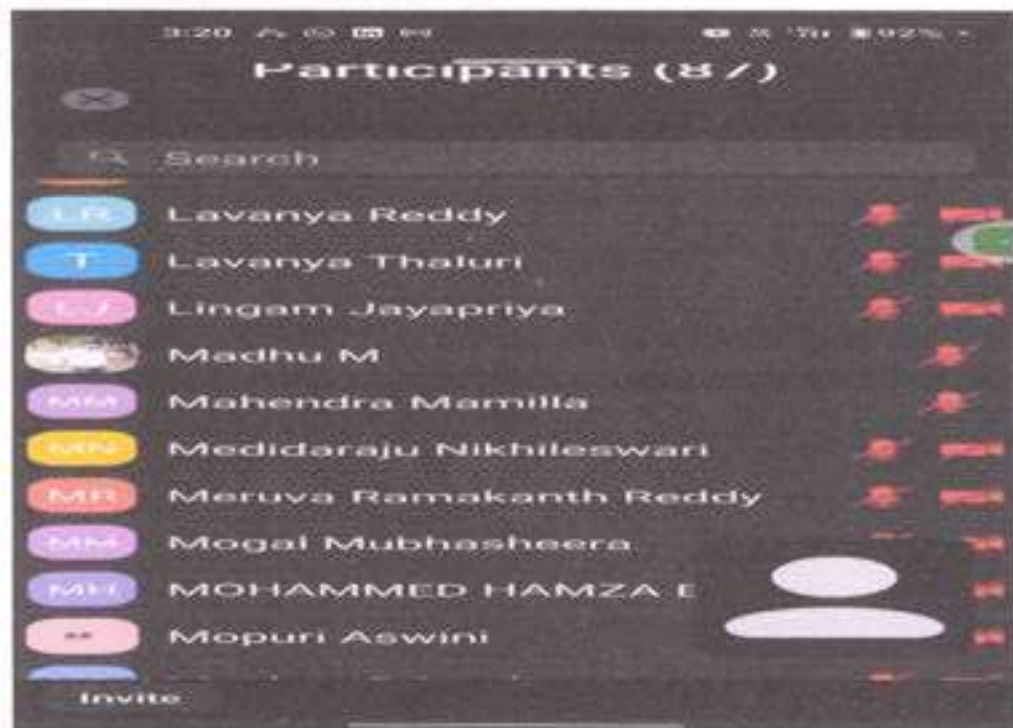 3:20 92%
Participants (87)
Search
LR Lavanya Reddy
T Lavanya Thaluri
LJ Lingam Jayapriya
Madhu M
MM Mahendra Mamilla
MN Medidaraju Nikhileswari
MR Meruva Ramakanth Reddy
MM Mogal Mubhasheera
MH MOHAMMED HAMZA
Mopuri Aswini
Invite